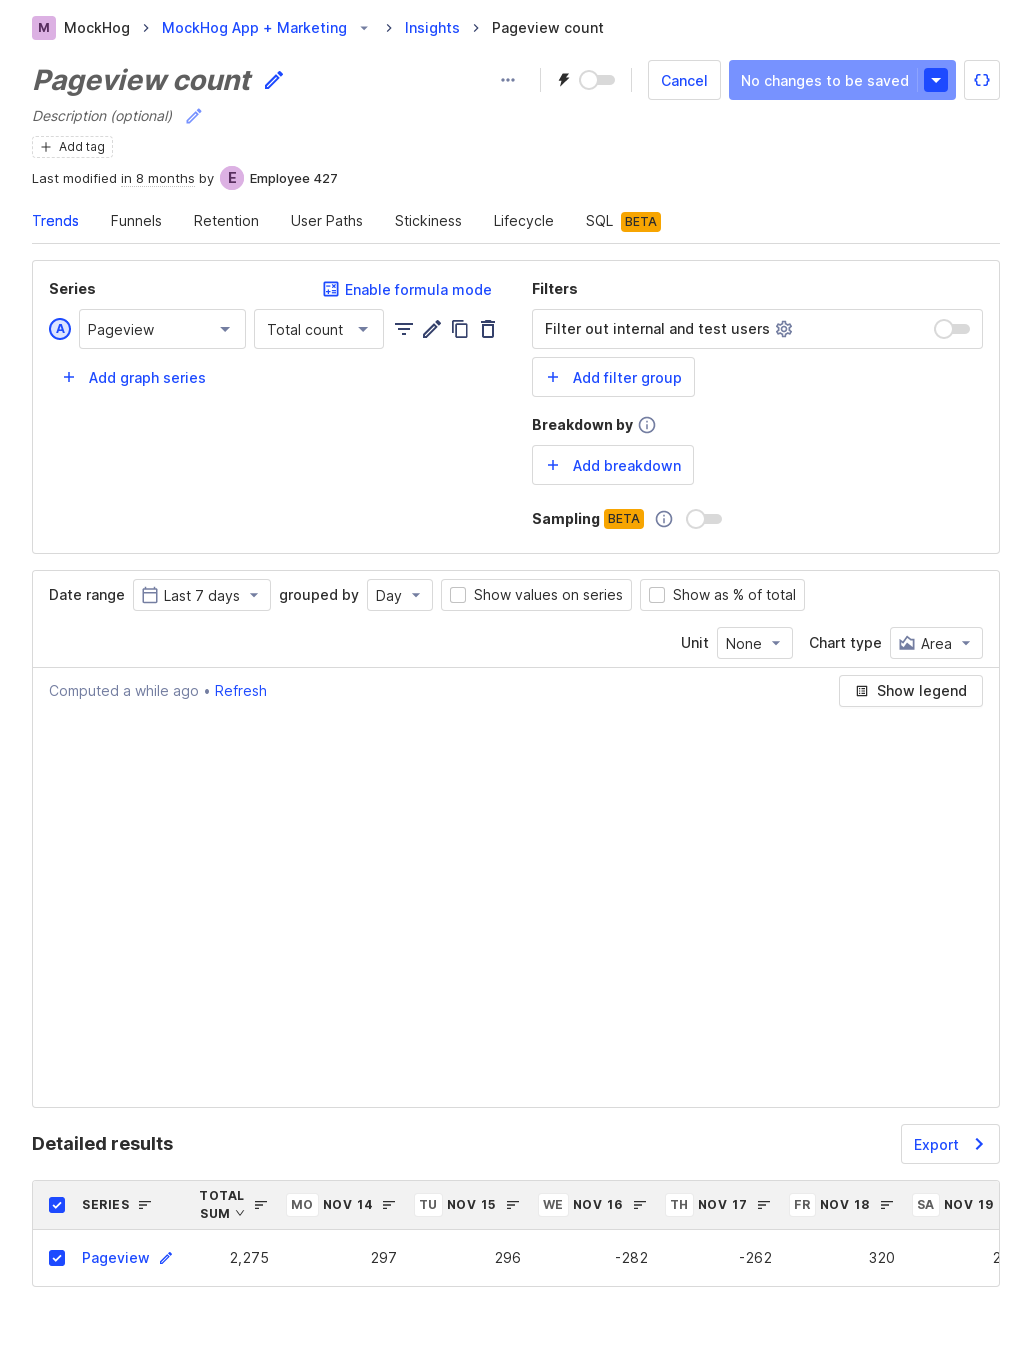 M MockHog MockHog App + Marketing Insights Pageview count
Pageview count
Cancel No changes to be saved {}
Description (optional)
Add tag
Last modified in 8 months by E Employee 427
Trends Funnels Retention User Paths Stickiness Lifecycle SQL BETA
Series Enable formula mode
A Pageview Total count
Add graph series
Filters
Filter out internal and test users
Add filter group
Breakdown by
Add breakdown
Sampling BETA
Date range Last 7 days grouped by Day Show values on series Show as % of total
Unit None Chart type Area
Computed a while ago • Refresh Show legend
Detailed results Export
SERIES TOTAL SUM MO NOV 14 TU NOV 15 WE NOV 16 TH NOV 17 FR NOV 18 SA NOV 19
Pageview 2,275 297 296 -282 -262 320